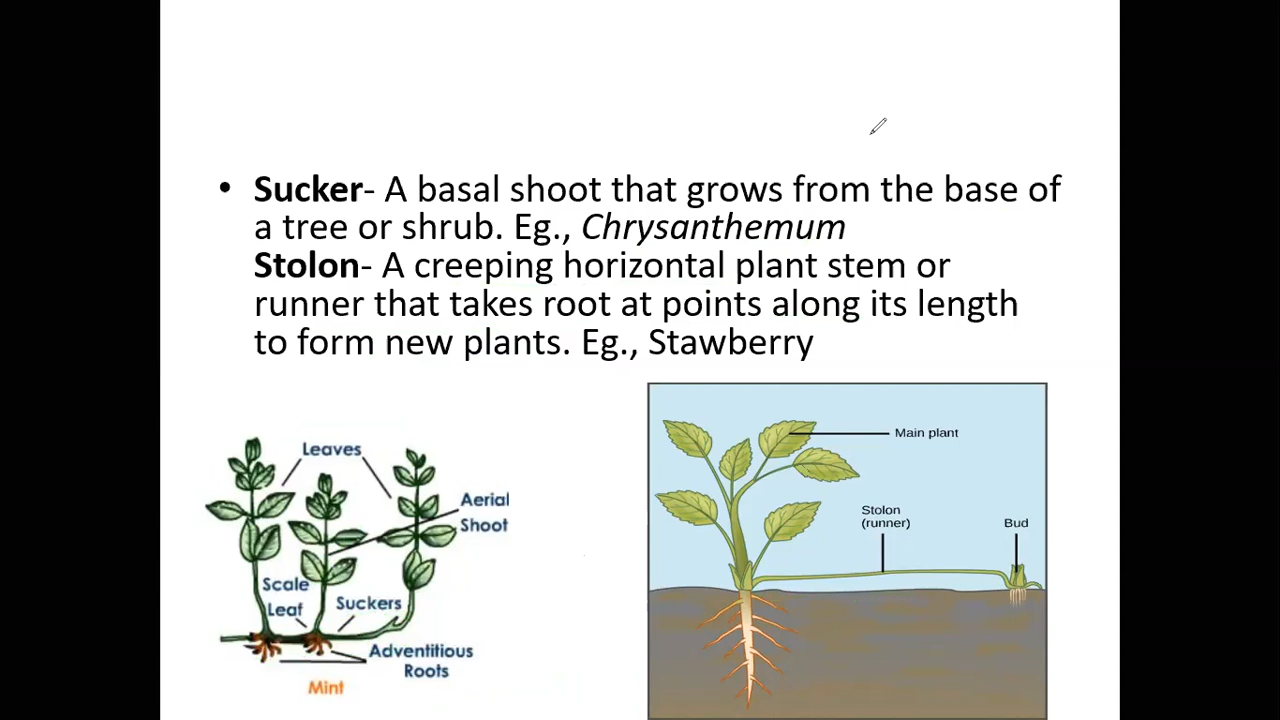 • Sucker- A basal shoot that grows from the base of
a tree or shrub. Eg., Chrysanthemum
Stolon- A creeping horizontal plant stem or
runner that takes root at points along its length
to form new plants. Eg., Stawberry
Leaves
Aerial
Shoot
Scale
Leaf
Suckers
Adventitious
Roots
Mint
Main plant
Stolon
(runner)
Bud